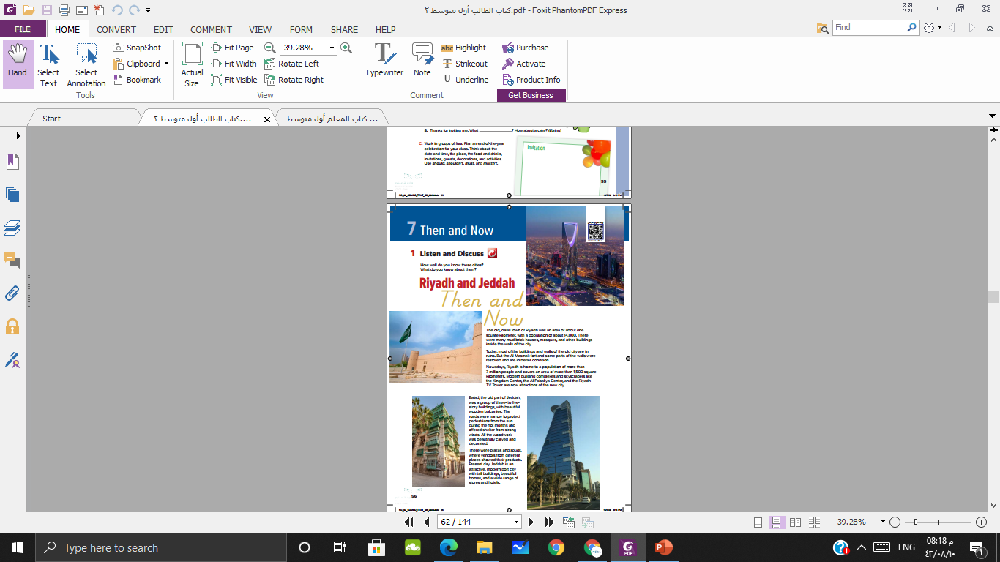 كتاب الطالب أول متوسط ٢.pdf - Foxit PhantomPDF Express
FILE
HOME
CONVERT
EDIT
COMMENT
VIEW
FORM
SHARE
HELP
Find
Hand
Select Text
Select Annotation
SnapShot
Clipboard
Bookmark
Tools
Actual Size
Fit Page
Fit Width
Fit Visible
39.28%
Rotate Left
Rotate Right
View
Typewriter
Note
Highlight
Strikeout
Underline
Comment
Purchase
Activate
Product Info
Get Business
Start
كتاب الطالب أول متوسط ٢....
كتاب المعلم أول متوسط ...
B. Thanks for inviting me. What ____________? How about a cake? (I/bring)
C. Work in groups of four. Plan an end-of-the-year
celebration for your class. Think about the
date and time, the place, the food and drinks,
invitations, guests, decorations, and activities.
Use should, shouldn't, must, and mustn't.
Invitation
55
7 Then and Now
1 Listen and Discuss
How well do you know these cities?
What do you know about them?
Riyadh and Jeddah
Then and
Now
The old, oasis town of Riyadh was an area of about one
square kilometer, with a population of about 14,000. There
were many mud-brick houses, mosques, and other buildings
inside the walls of the city.
Today, most of the buildings and walls of the old city are in
ruins. But the Al-Masmak fort and some parts of the walls were
restored and are in better condition.
Nowadays, Riyadh is home to a population of more than
7 million people and covers an area of more than 1,500 square
kilometers. Modern building complexes and skyscrapers like
the Kingdom Center, the Al-Faisaliya Center, and the Riyadh
TV Tower are now attractions of the new city.
Balad, the old part of Jeddah,
was a group of three- to five-
story buildings, with beautiful
wooden balconies. The
roads were narrow to protect
pedestrians from the sun
during the hot months and
offered shelter from strong
winds. All the woodwork
was beautifully carved and
decorated.
There were plazas and souqs,
where vendors from different
places showed their products.
Present day Jeddah is an
attractive, modern port city
with tall buildings, beautiful
homes, and a wide range of
stores and hotels.
56
62 / 144
39.28%
Type here to search
ENG
08:18 م
٤٢/٠٨/١٠